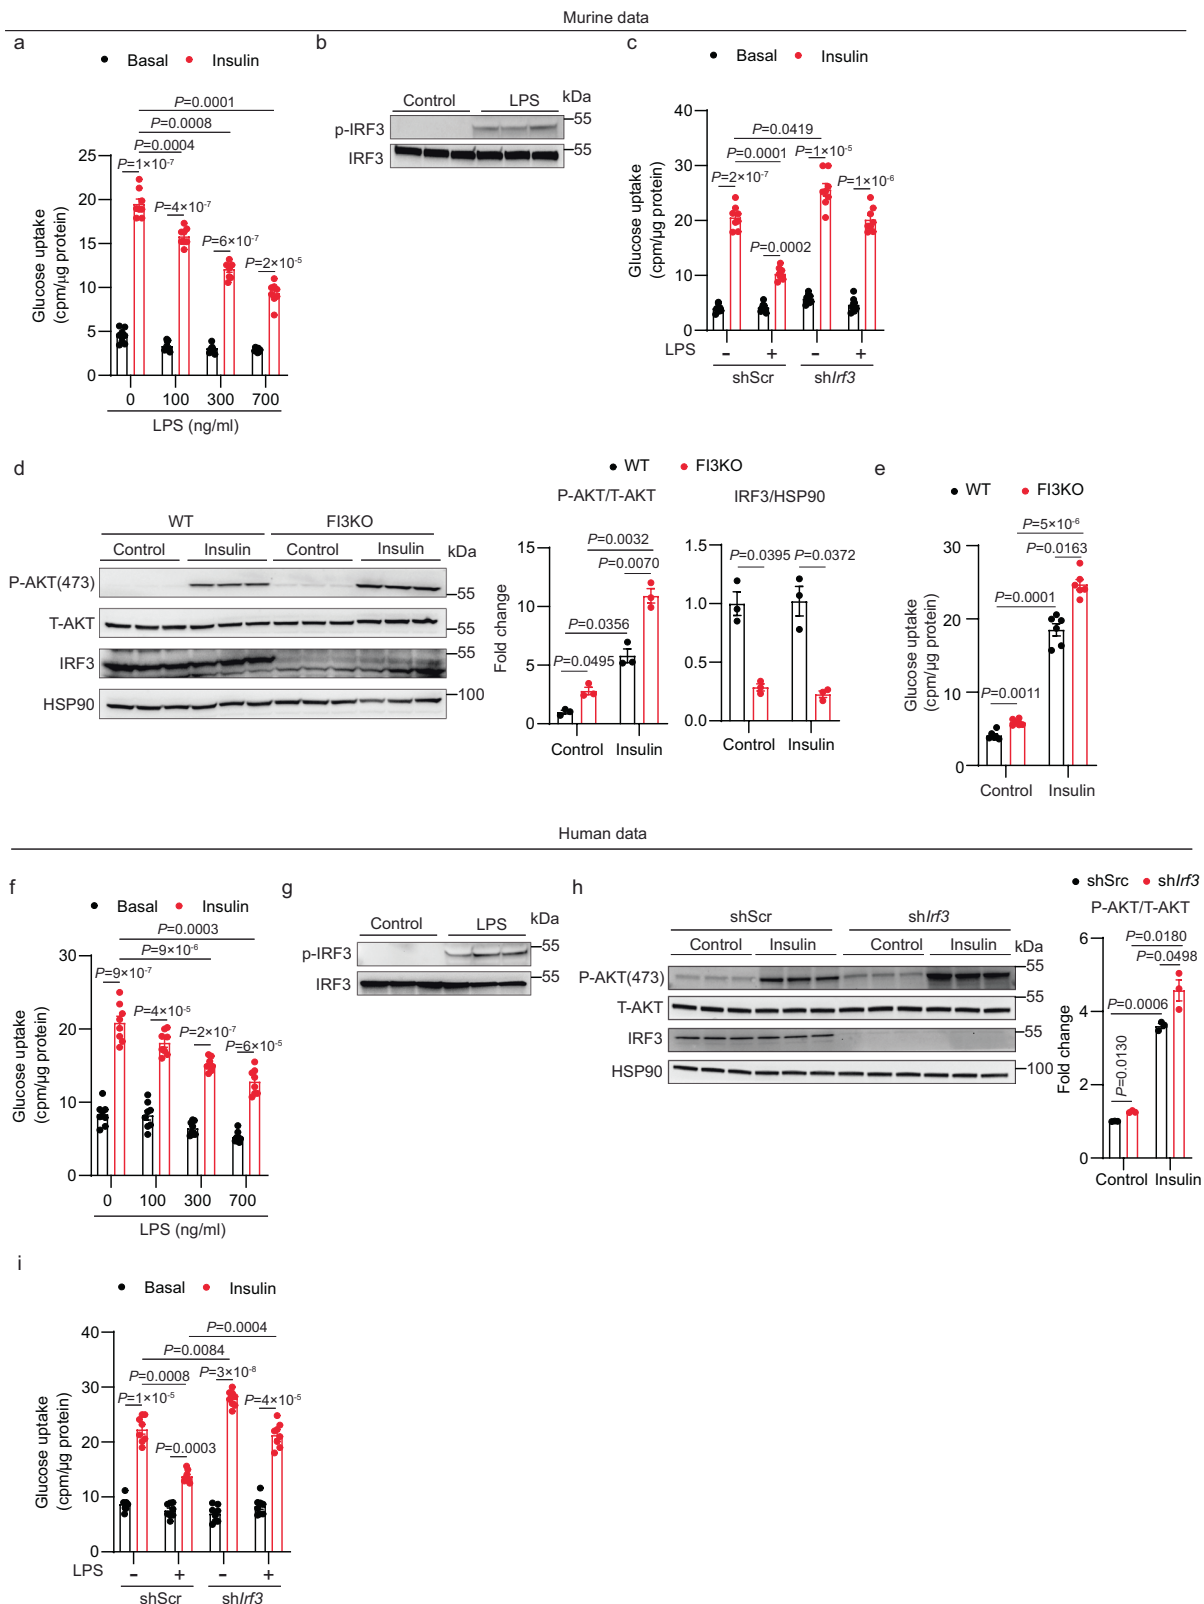 Murine data
a
Basal Insulin
P=0.0001
P=0.0008
P=0.0004
P=1×10-7
P=4×10-7
P=6×10-7
P=2×10-5
Glucose uptake
(cpm/µg protein)
25
20
15
10
5
0
0 100 300 700
LPS (ng/ml)
b
Control LPS kDa
p-IRF3 55
IRF3 55
c
Basal Insulin
P=0.0419
P=0.0001 P=1×10-5
P=2×10-7 P=1×10-6
P=0.0002
Glucose uptake
(cpm/µg protein)
40
30
20
10
0
LPS - + - +
shScr shIrf3
d
WT FI3KO
Control Insulin Control Insulin kDa
P-AKT(473) 55
T-AKT 55
IRF3 55
HSP90 100
WT FI3KO
P-AKT/T-AKT
P=0.0032
P=0.0070
P=0.0356
P=0.0495
Fold change
15
10
5
0
Control Insulin
IRF3/HSP90
P=0.0395 P=0.0372
1.5
1.0
0.5
0.0
Control Insulin
e
WT FI3KO
P=5×10-6
P=0.0163
P=0.0001
P=0.0011
Glucose uptake
(cpm/µg protein)
30
20
10
0
Control Insulin
Human data
f
Basal Insulin
P=0.0003
P=9×10-6
P=9×10-7
P=4×10-5
P=2×10-7
P=6×10-5
Glucose uptake
(cpm/µg protein)
30
20
10
0
0 100 300 700
LPS (ng/ml)
g
Control LPS kDa
p-IRF3 55
IRF3 55
h
shScr shIrf3
Control Insulin Control Insulin kDa
P-AKT(473) 55
T-AKT 55
IRF3 55
HSP90 100
shSrc shIrf3
P-AKT/T-AKT
P=0.0180
P=0.0498
P=0.0006
P=0.0130
Fold change
6
4
2
0
Control Insulin
i
Basal Insulin
P=0.0004
P=0.0084
P=0.0008 P=3×10-8
P=1×10-5 P=4×10-5
P=0.0003
Glucose uptake
(cpm/µg protein)
40
30
20
10
0
LPS - + - +
shScr shIrf3